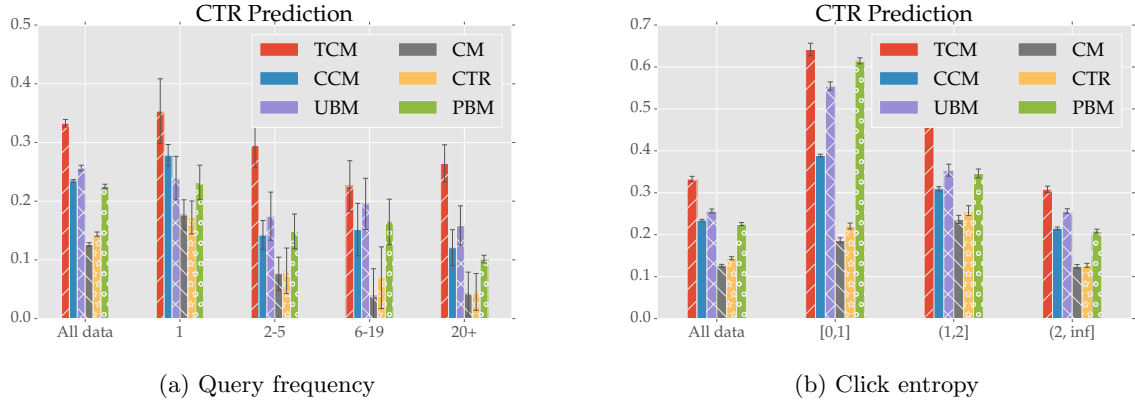 CTR Prediction
0.5
0.4
0.3
0.2
0.1
0.0
TCM CM
CCM CTR
UBM PBM
All data 1 2-5 6-19 20+
(a) Query frequency
CTR Prediction
0.7
0.6
0.5
0.4
0.3
0.2
0.1
0.0
TCM CM
CCM CTR
UBM PBM
All data [0,1] (1,2] (2, inf]
(b) Click entropy